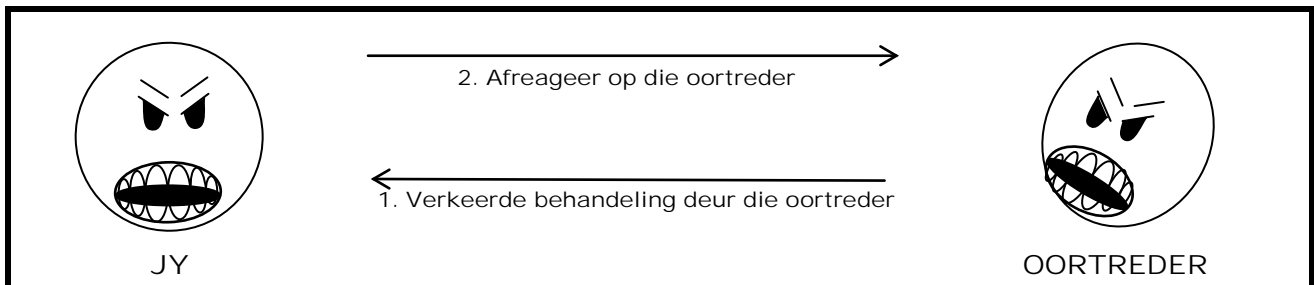 2. Afreageer op die oortreder
1. Verkeerde behandeling deur die oortreder
JY
OORTREDER